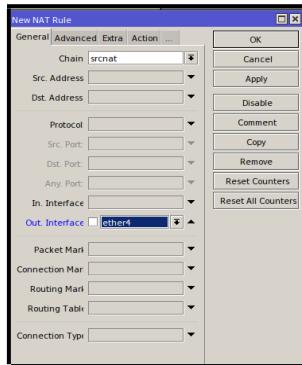 New NAT Rule
General Advanced Extra Action ...
OK
Chain srcnat
Cancel
Src. Address
Apply
Dst. Address
Disable
Protocol
Comment
Src. Port:
Copy
Dst. Port:
Remove
Any. Port:
Reset Counters
In. Interface
Reset All Counters
Out. Interface ether4
Packet Mark
Connection Mar
Routing Mark
Routing Table
Connection Type